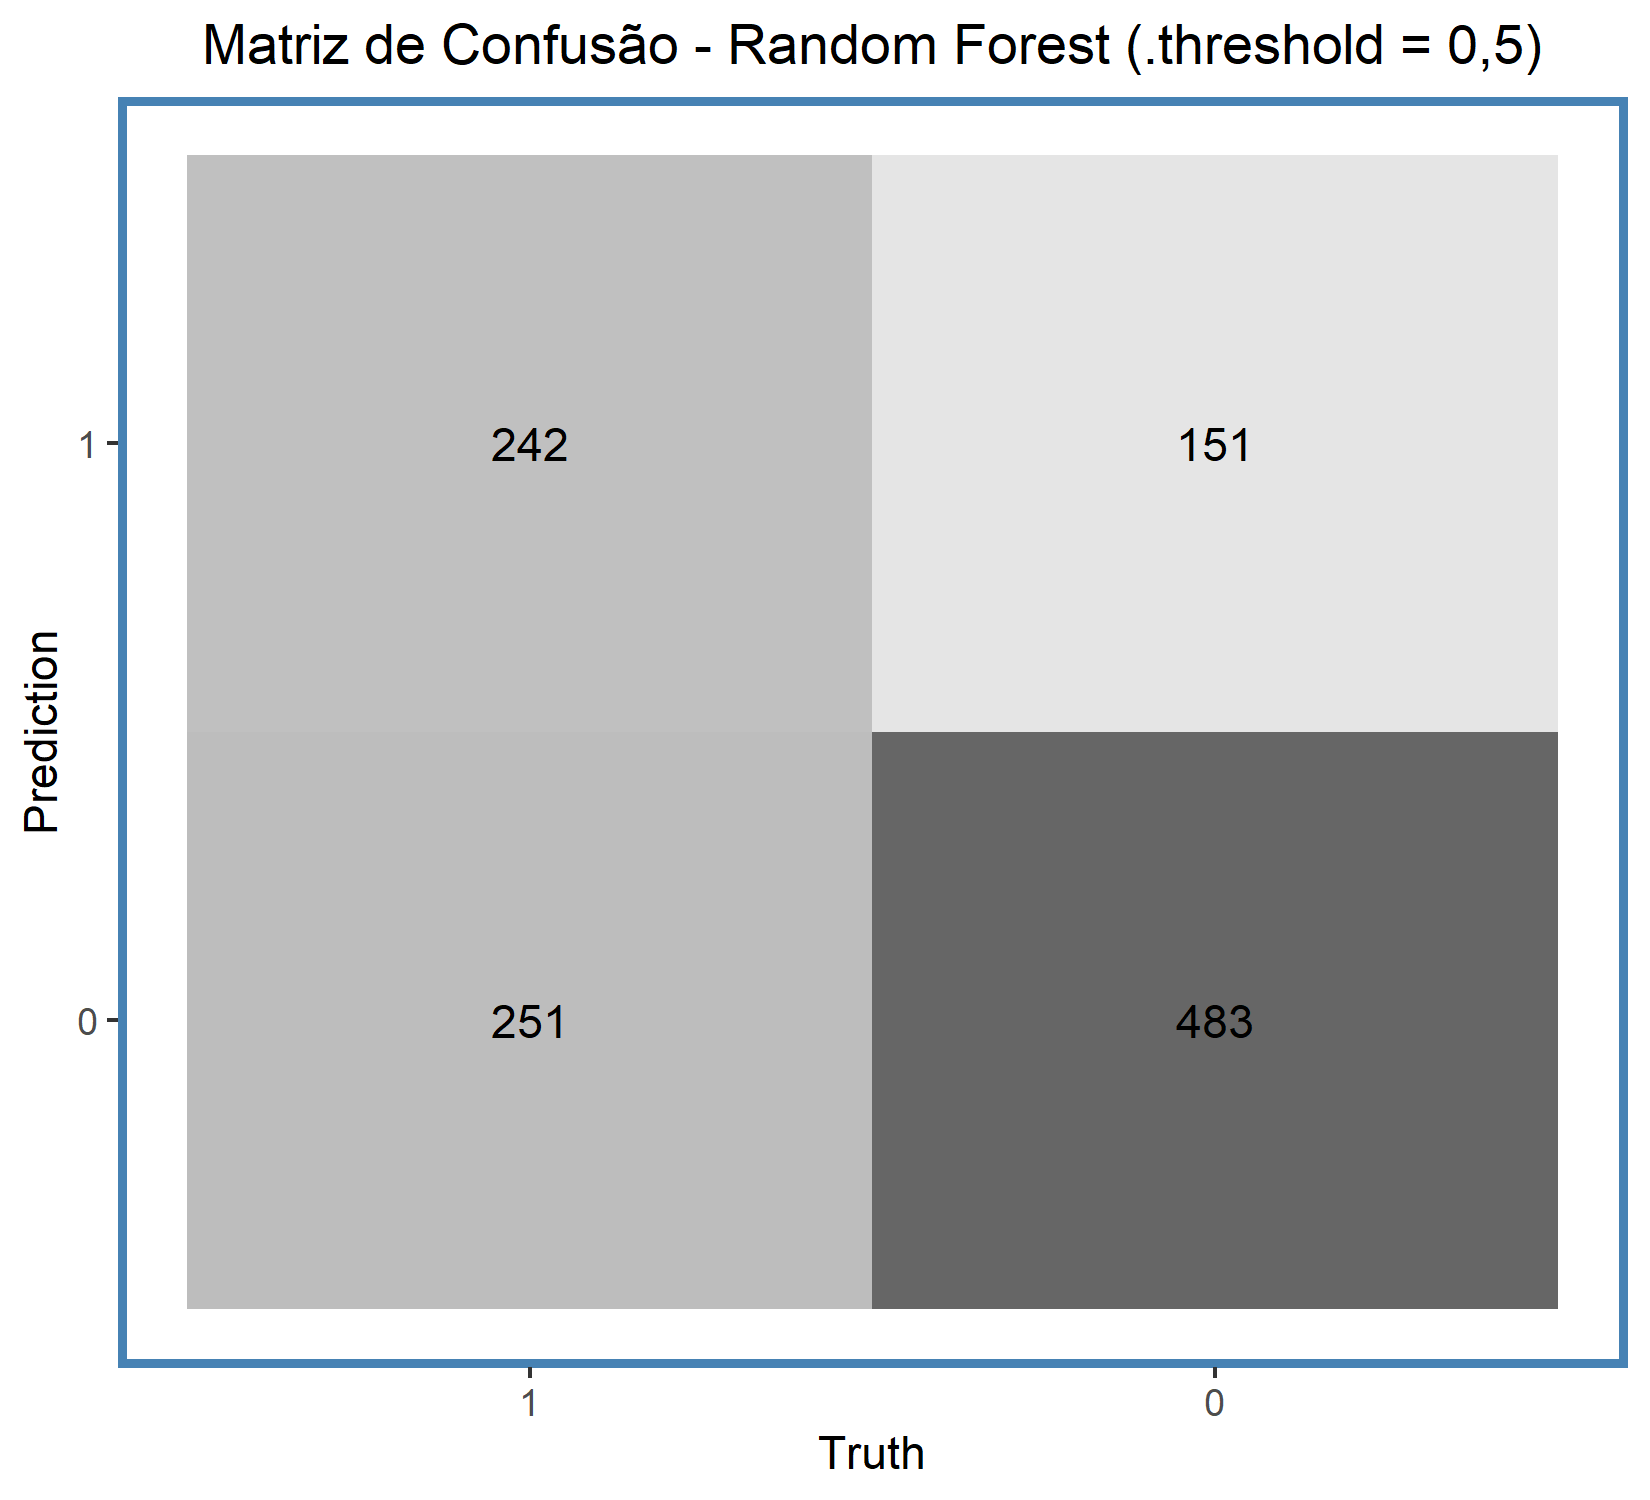 Matriz de Confusão - Random Forest (.threshold = 0,5)
Prediction
1
242
151
0
251
483
1
0
Truth